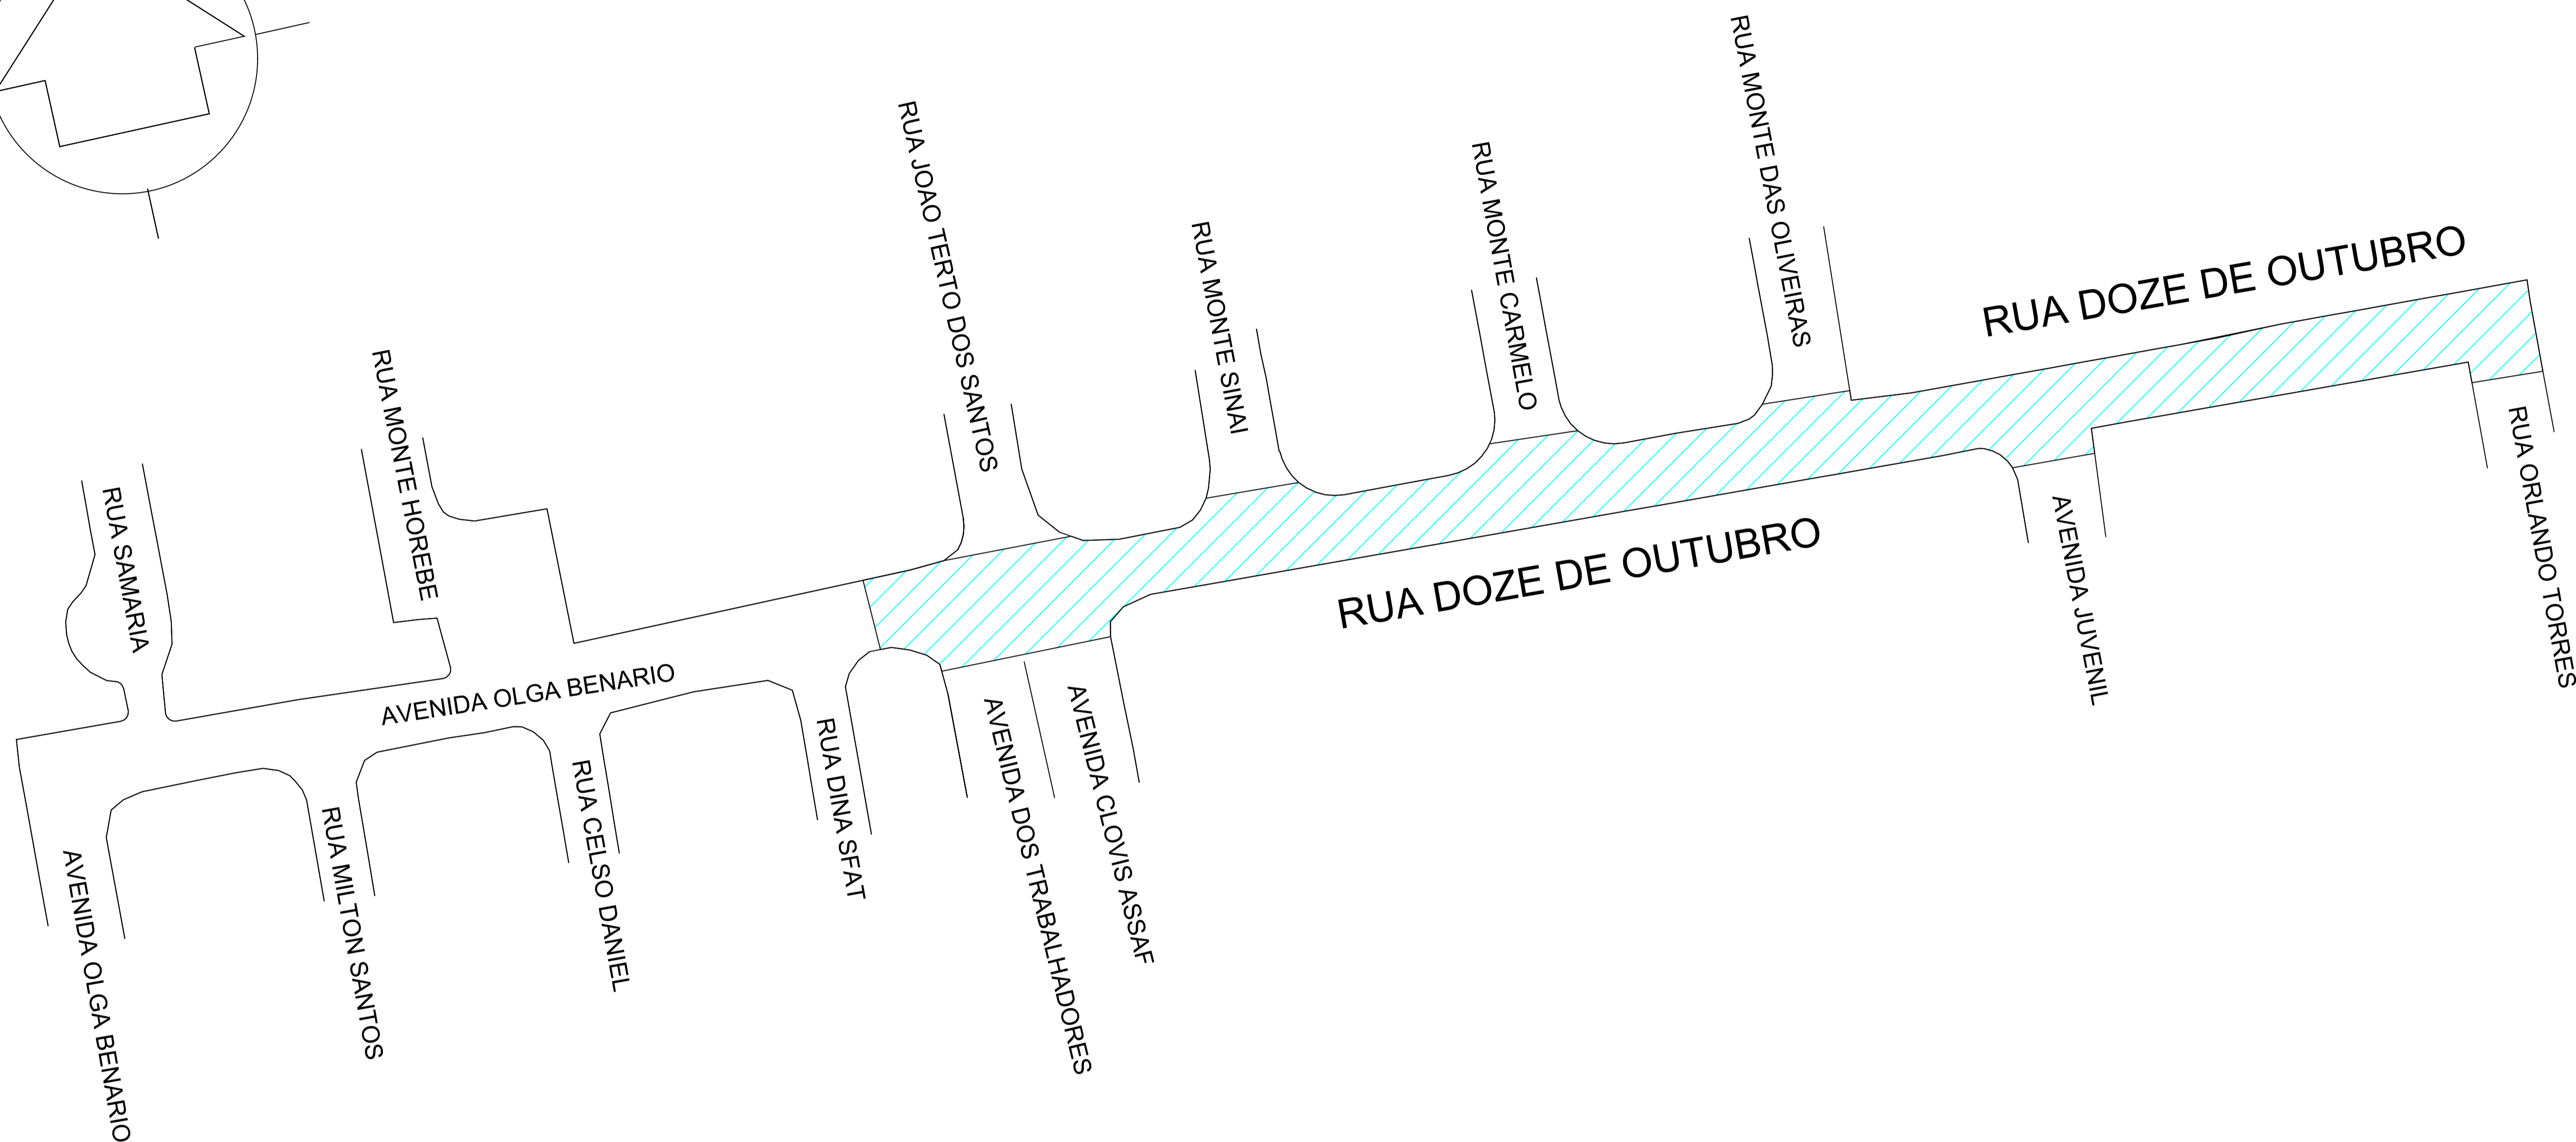 RUA MONTE DAS OLIVEIRAS
RUA JOAO TERTO DOS SANTOS
RUA MONTE CARMELO
RUA MONTE SINAI
RUA DOZE DE OUTUBRO
RUA MONTE HOREBE
RUA SAMARIA
RUA ORLANDO TORRES
RUA DOZE DE OUTUBRO
AVENIDA JUVENIL
AVENIDA OLGA BENARIO
RUA DINA SFAT
AVENIDA DOS TRABALHADORES
AVENIDA CLOVIS ASSAF
RUA CELSO DANIEL
RUA MILTON SANTOS
AVENIDA OLGA BENARIO